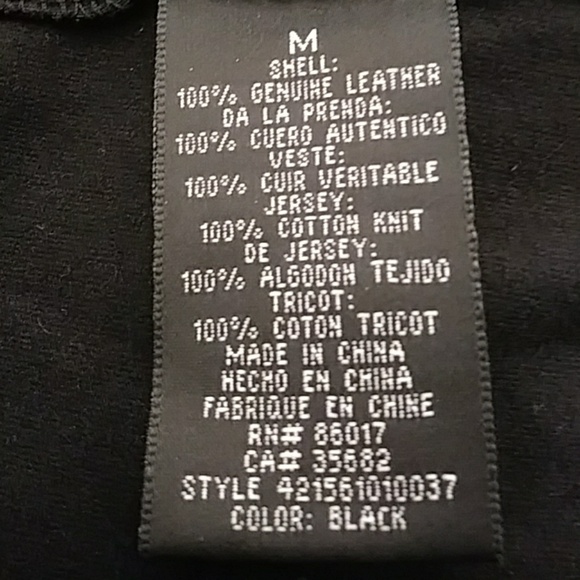 M
SHELL:
100% GENUINE LEATHER
DA LA PRENDA:
100% CUERO AUTENTICO
VESTE:
100% CUIR VERITABLE
JERSEY:
100% COTTON KNIT
DE JERSEY:
100% ALGODON TEJIDO
TRICOT:
100% COTON TRICOT
MADE IN CHINA
HECHO EN CHINA
FABRIQUE EN CHINE
RN# 86017
CA# 35682
STYLE 421561010037
COLOR: BLACK